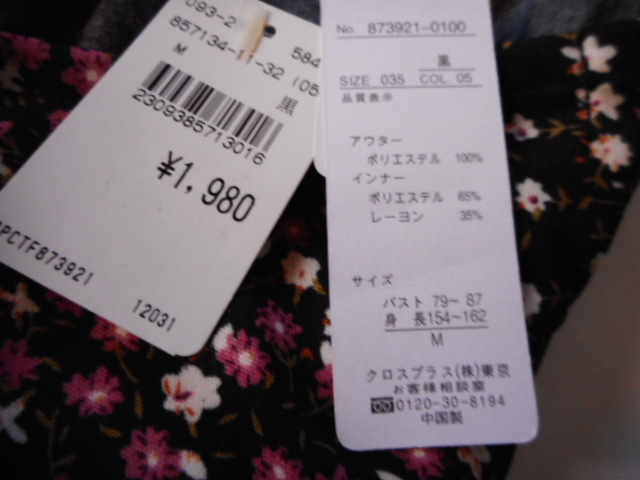 093-2
584
857134-11-32 (05
M
黒
2309385713016
¥1,980
PCTF873921
12031
No. 873921-0100
黒
SIZE 035 COL. 05
品質表示
アウター
ポリエステル 100%
インナー
ポリエステル 65%
レーヨン 35%
サイズ
バスト 79~ 87
身 長154~162
M
クロスプラス(株)東京
お客様相談室
0120-30-8194
中国製